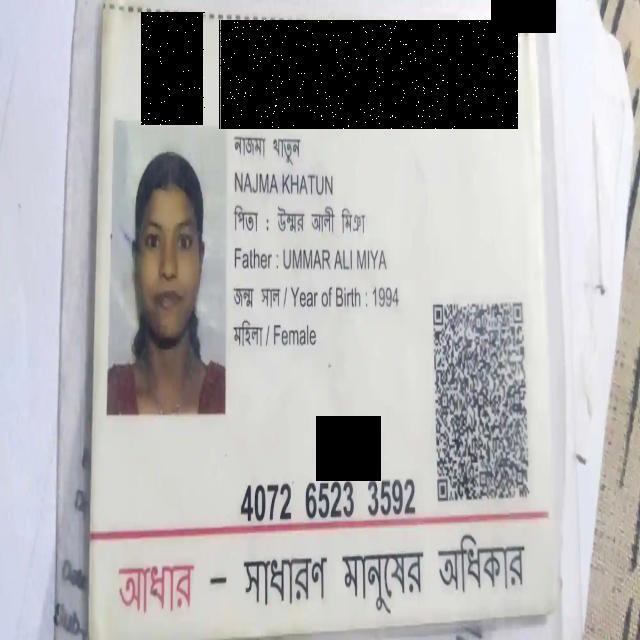 নাজমা খাতুন
NAJMA KHATUN
পিতা : উম্মর আলী মিঞা
Father : UMMAR ALI MIYA
জন্ম সাল / Year of Birth : 1994
মহিলা / Female
4072 6523 3592
আধার – সাধারণ মানুষের অধিকার